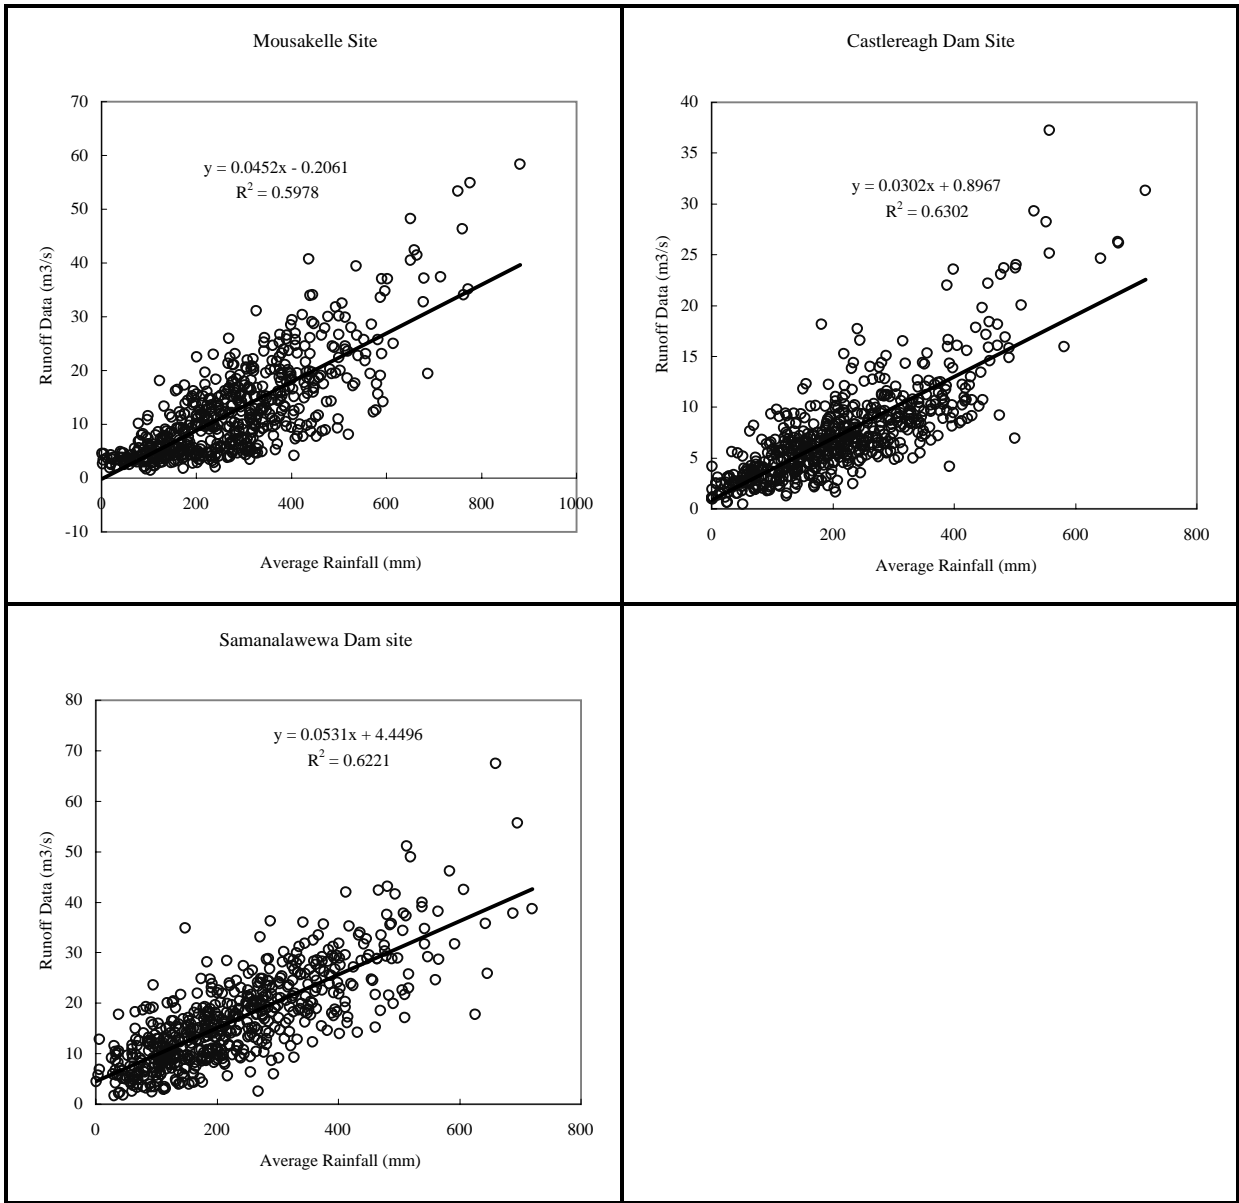 Mousakelle Site
70
60
50
40
30
20
10
0
-10
y = 0.0452x - 0.2061
R² = 0.5978
Runoff Data (m3/s)
0 200 400 600 800 1000
Average Rainfall (mm)
Castlereagh Dam Site
40
35
30
25
20
15
10
5
0
y = 0.0302x + 0.8967
R² = 0.6302
Runoff Data (m3/s)
0 200 400 600 800
Average Rainfall (mm)
Samanalawewa Dam site
80
70
60
50
40
30
20
10
0
y = 0.0531x + 4.4496
R² = 0.6221
Runoff Data (m3/s)
0 200 400 600 800
Average Rainfall (mm)